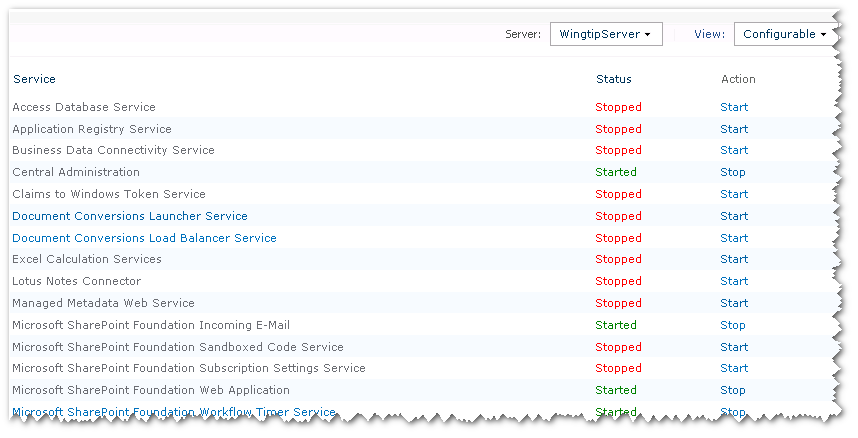 Server: WingtipServer View: Configurable
Service Status Action
Access Database Service Stopped Start
Application Registry Service Stopped Start
Business Data Connectivity Service Stopped Start
Central Administration Started Stop
Claims to Windows Token Service Stopped Start
Document Conversions Launcher Service Stopped Start
Document Conversions Load Balancer Service Stopped Start
Excel Calculation Services Stopped Start
Lotus Notes Connector Stopped Start
Managed Metadata Web Service Stopped Start
Microsoft SharePoint Foundation Incoming E-Mail Started Stop
Microsoft SharePoint Foundation Sandboxed Code Service Stopped Start
Microsoft SharePoint Foundation Subscription Settings Service Stopped Start
Microsoft SharePoint Foundation Web Application Started Stop
Microsoft SharePoint Foundation Workflow Timer Service Started Stop